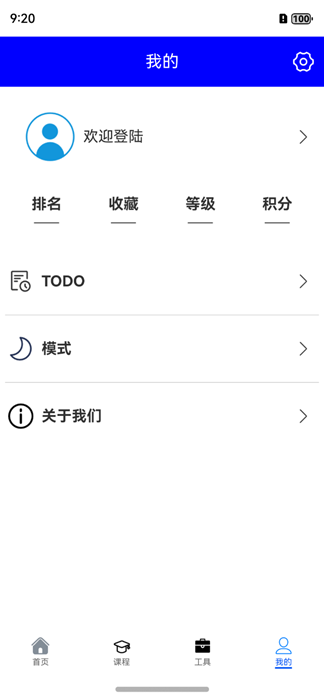 9:20
100
我的
欢迎登陆
排名 收藏 等级 积分
TODO
模式
关于我们
首页 课程 工具 我的